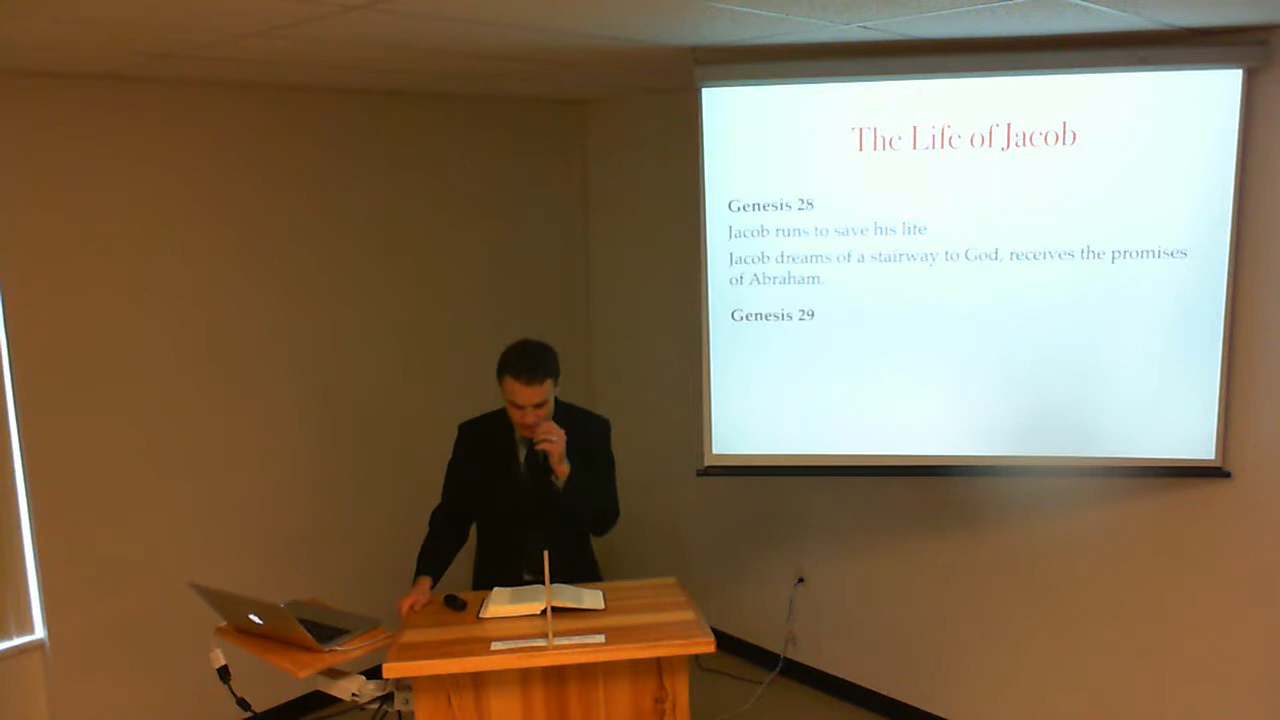 The Life of Jacob
Genesis 28
Jacob runs to save his life
Jacob dreams of a stairway to God, receives the promises
of Abraham.
Genesis 29